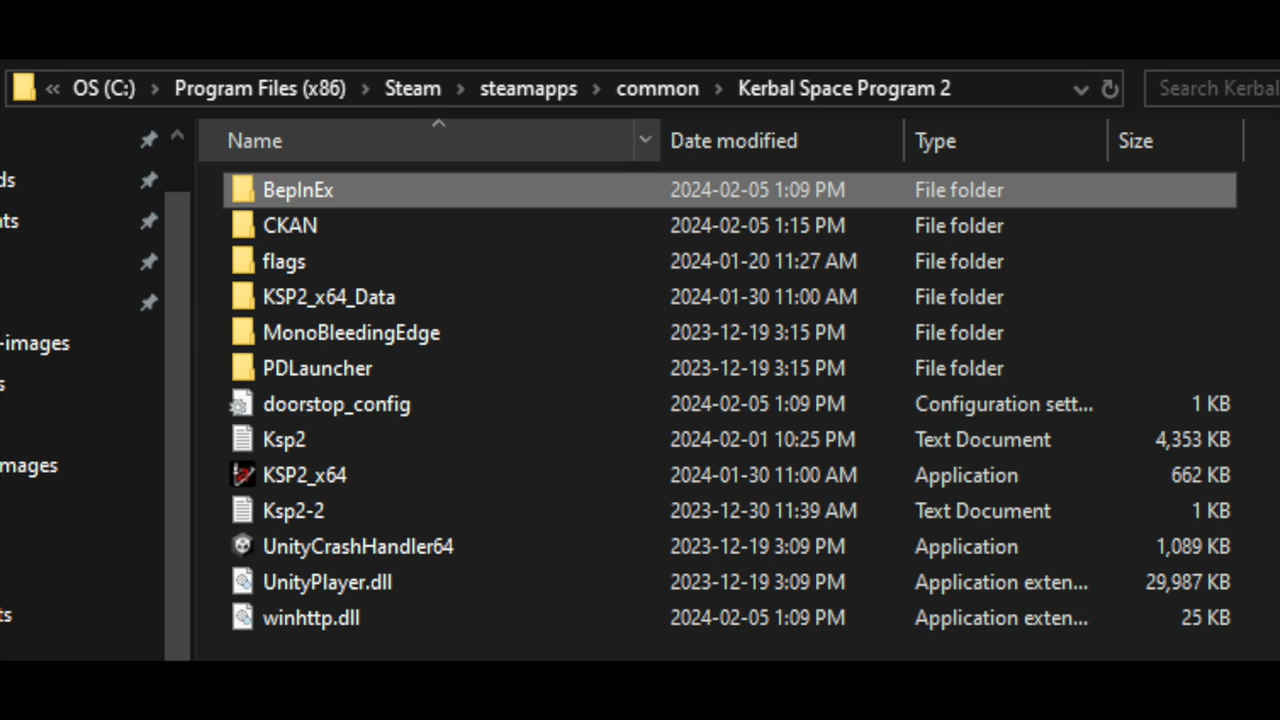 « OS (C:) › Program Files (x86) › Steam › steamapps › common › Kerbal Space Program 2 Search Kerbal
Name Date modified Type Size
BepInEx 2024-02-05 1:09 PM File folder
ds
CKAN 2024-02-05 1:15 PM File folder
nts
flags 2024-01-20 11:27 AM File folder
KSP2_x64_Data 2024-01-30 11:00 AM File folder
MonoBleedingEdge 2023-12-19 3:15 PM File folder
-images
PDLauncher 2023-12-19 3:15 PM File folder
s
doorstop_config 2024-02-05 1:09 PM Configuration sett... 1 KB
Ksp2 2024-02-01 10:25 PM Text Document 4,353 KB
mages
KSP2_x64 2024-01-30 11:00 AM Application 662 KB
Ksp2-2 2023-12-30 11:39 AM Text Document 1 KB
UnityCrashHandler64 2023-12-19 3:09 PM Application 1,089 KB
UnityPlayer.dll 2023-12-19 3:09 PM Application exten... 29,987 KB
winhttp.dll 2024-02-05 1:09 PM Application exten... 25 KB
ts